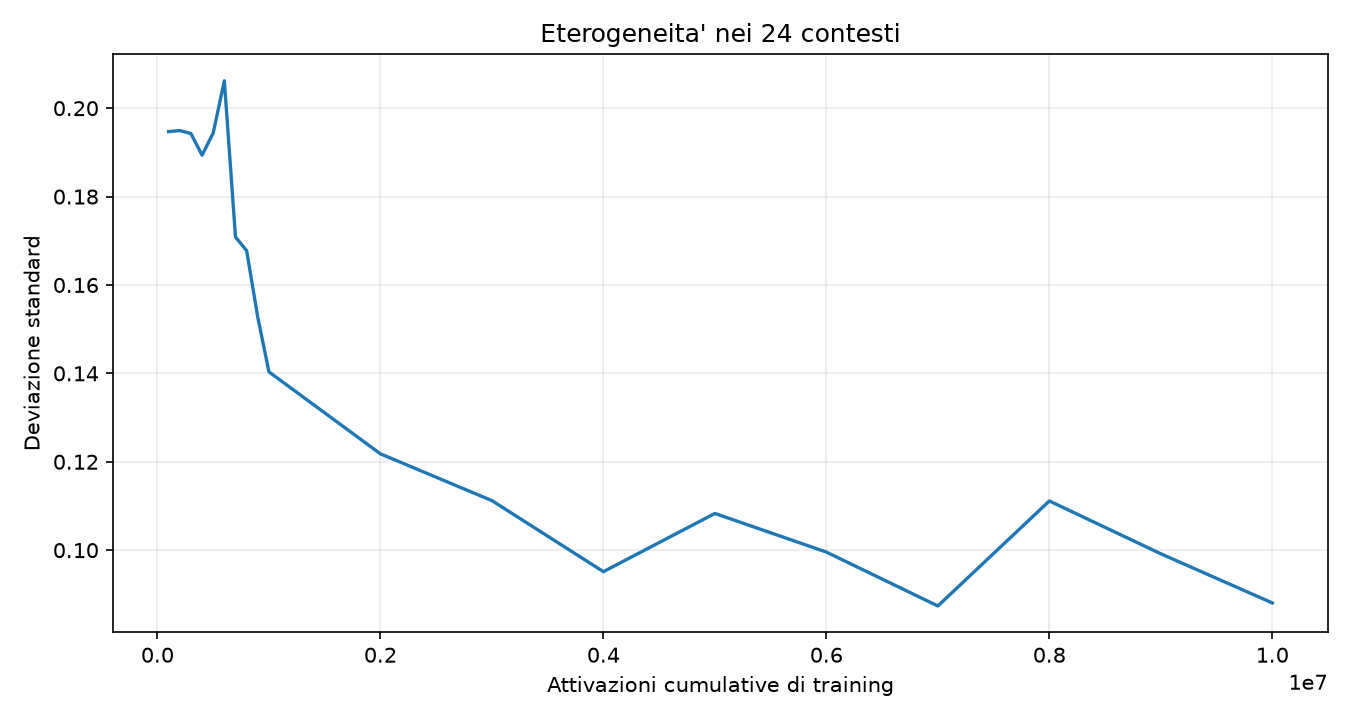 Eterogeneita' nei 24 contesti
Deviazione standard
0.20
0.18
0.16
0.14
0.12
0.10
0.0 0.2 0.4 0.6 0.8 1.0
1e7
Attivazioni cumulative di training